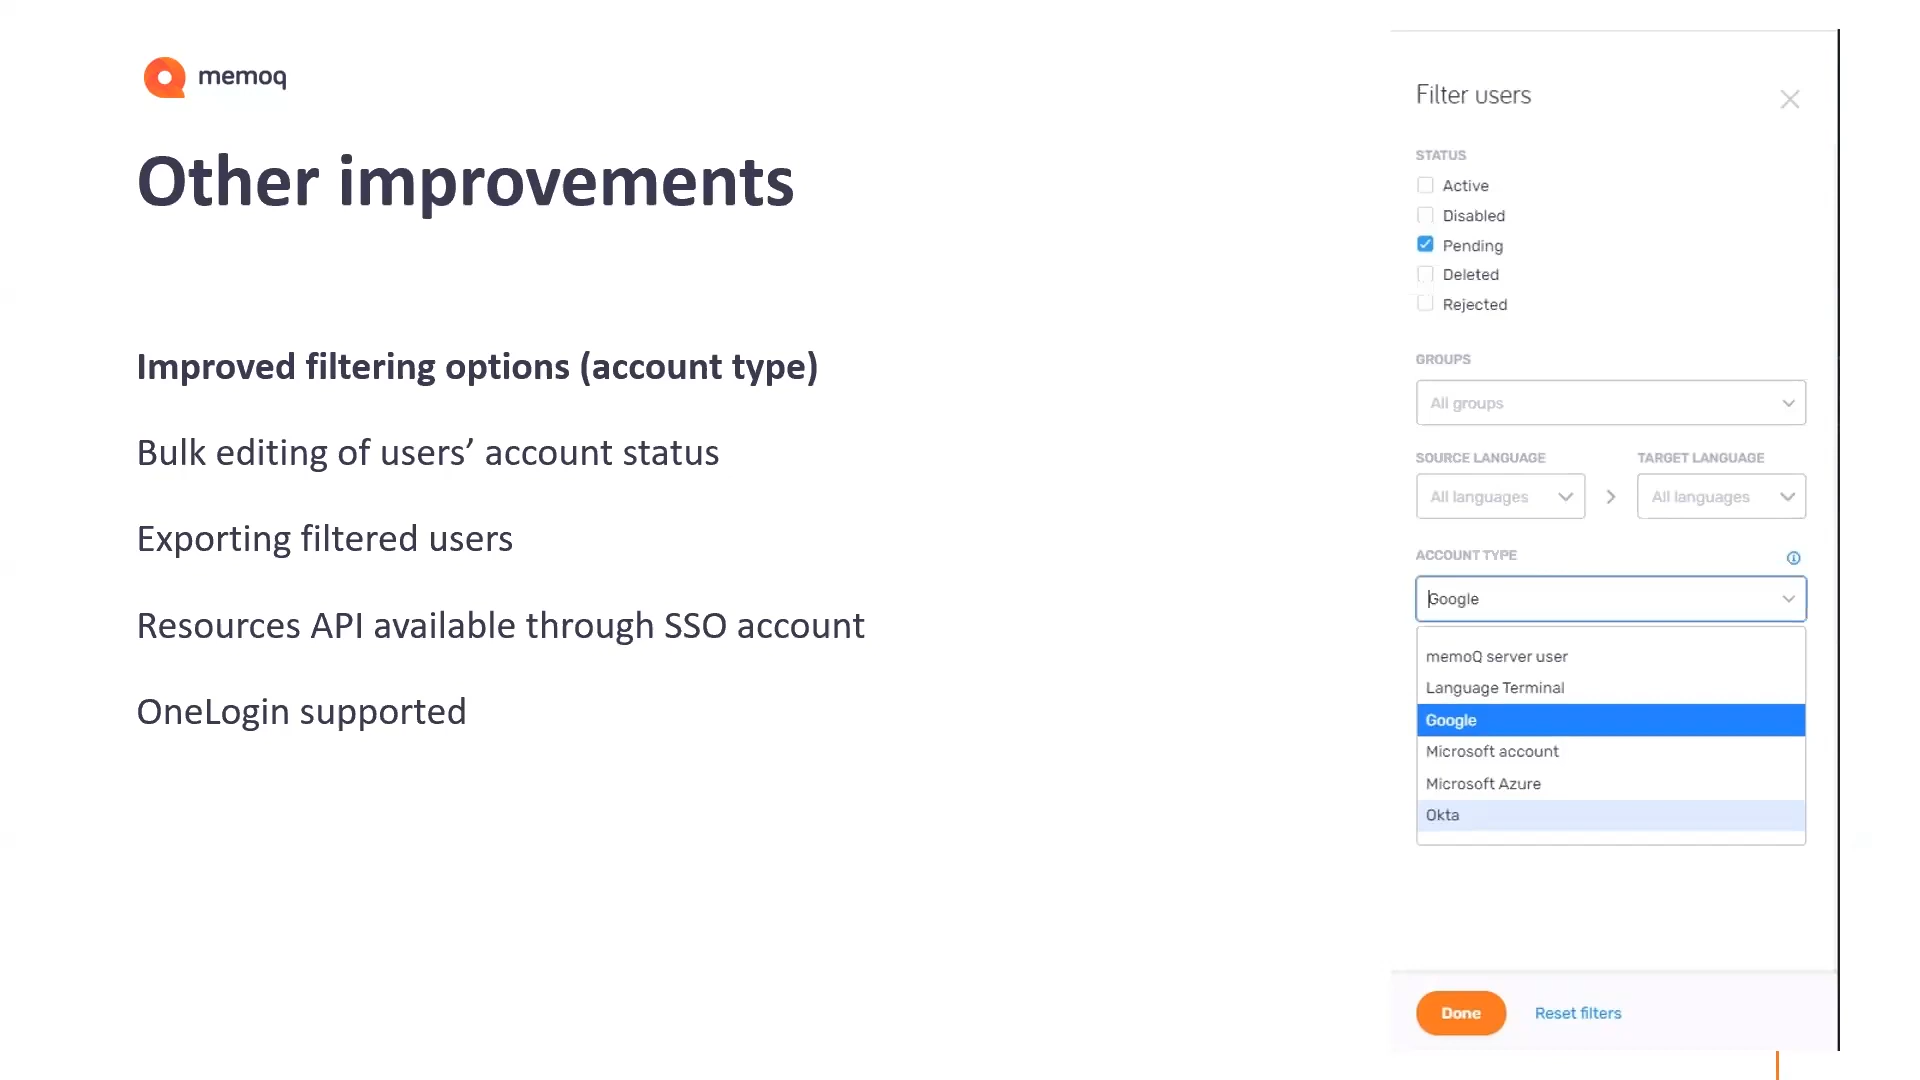 memoq
Other improvements
Improved filtering options (account type)
Bulk editing of users’ account status
Exporting filtered users
Resources API available through SSO account
OneLogin supported
Filter users
STATUS
Active
Disabled
Pending
Deleted
Rejected
GROUPS
All groups
SOURCE LANGUAGE TARGET LANGUAGE
All languages > All languages
ACCOUNT TYPE
Google
memoQ server user
Language Terminal
Google
Microsoft account
Microsoft Azure
Okta
Done Reset filters